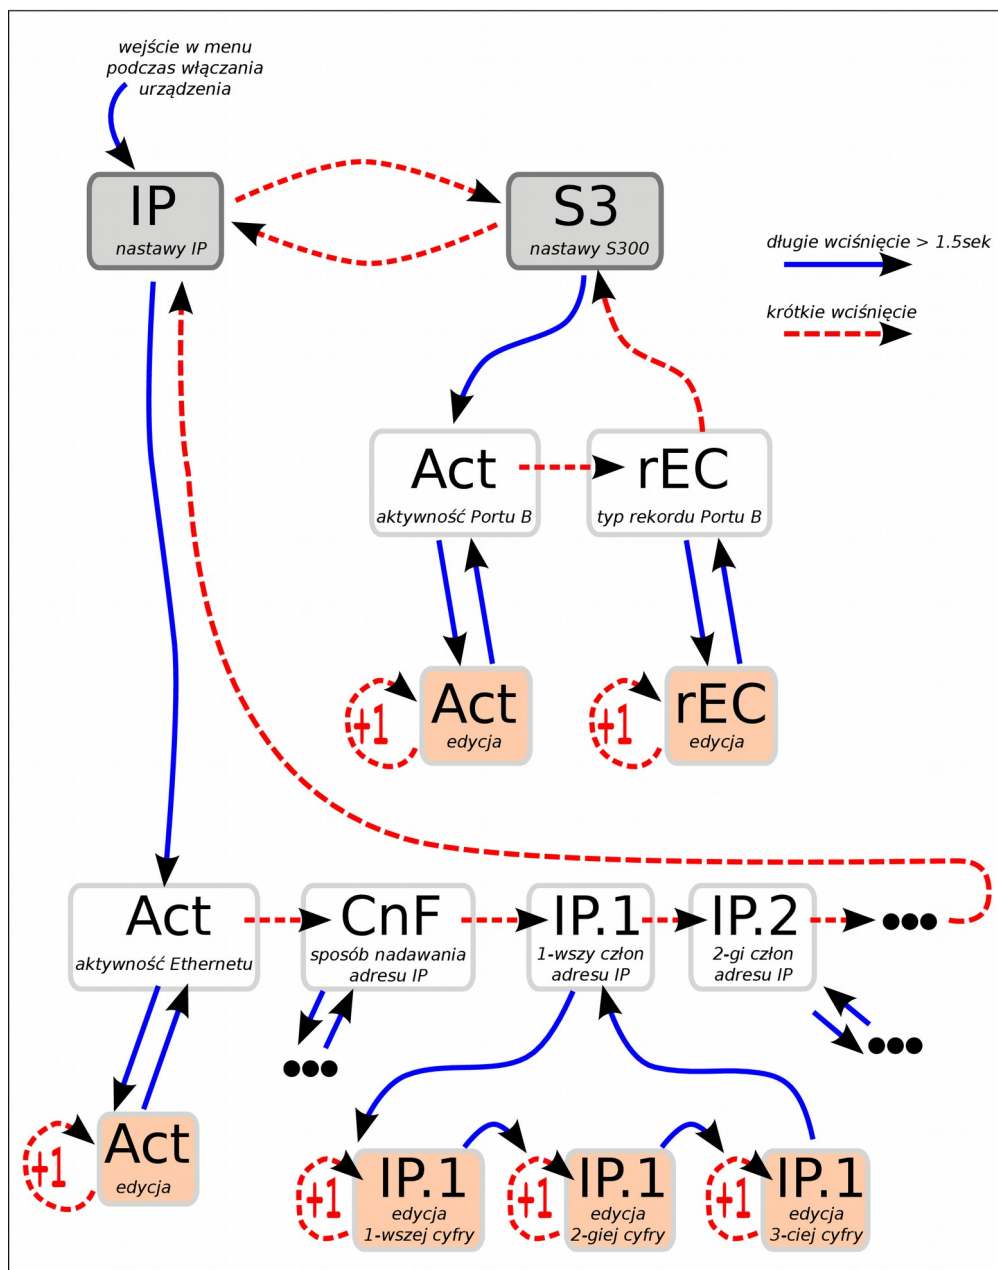 wejście w menu
podczas włączania
urządzenia
IP
nastawy IP
S3
nastawy S300
długie wciśnięcie > 1.5sek
krótkie wciśnięcie
Act
aktywność Portu B
rEC
typ rekordu Portu B
+1
Act
edycja
+1
rEC
edycja
Act
aktywność Ethernetu
CnF
sposób nadawania
adresu IP
IP.1
1-wszy człon
adresu IP
IP.2
2-gi człon
adresu IP
+1
Act
edycja
+1
IP.1
edycja
1-wszej cyfry
+1
IP.1
edycja
2-giej cyfry
+1
IP.1
edycja
3-ciej cyfry